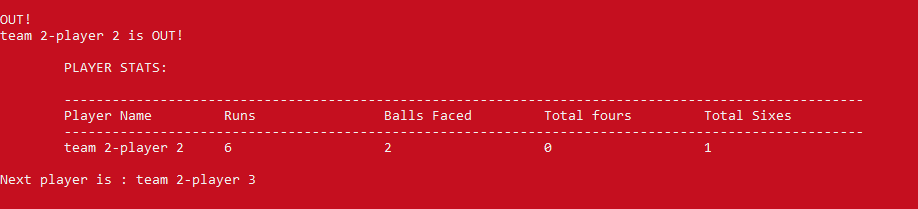 OUT!
team 2-player 2 is OUT!
PLAYER STATS:
----------------------------------------------------------------------------------------------------
Player Name Runs Balls Faced Total fours Total Sixes
----------------------------------------------------------------------------------------------------
team 2-player 2 6 2 0 1
Next player is : team 2-player 3